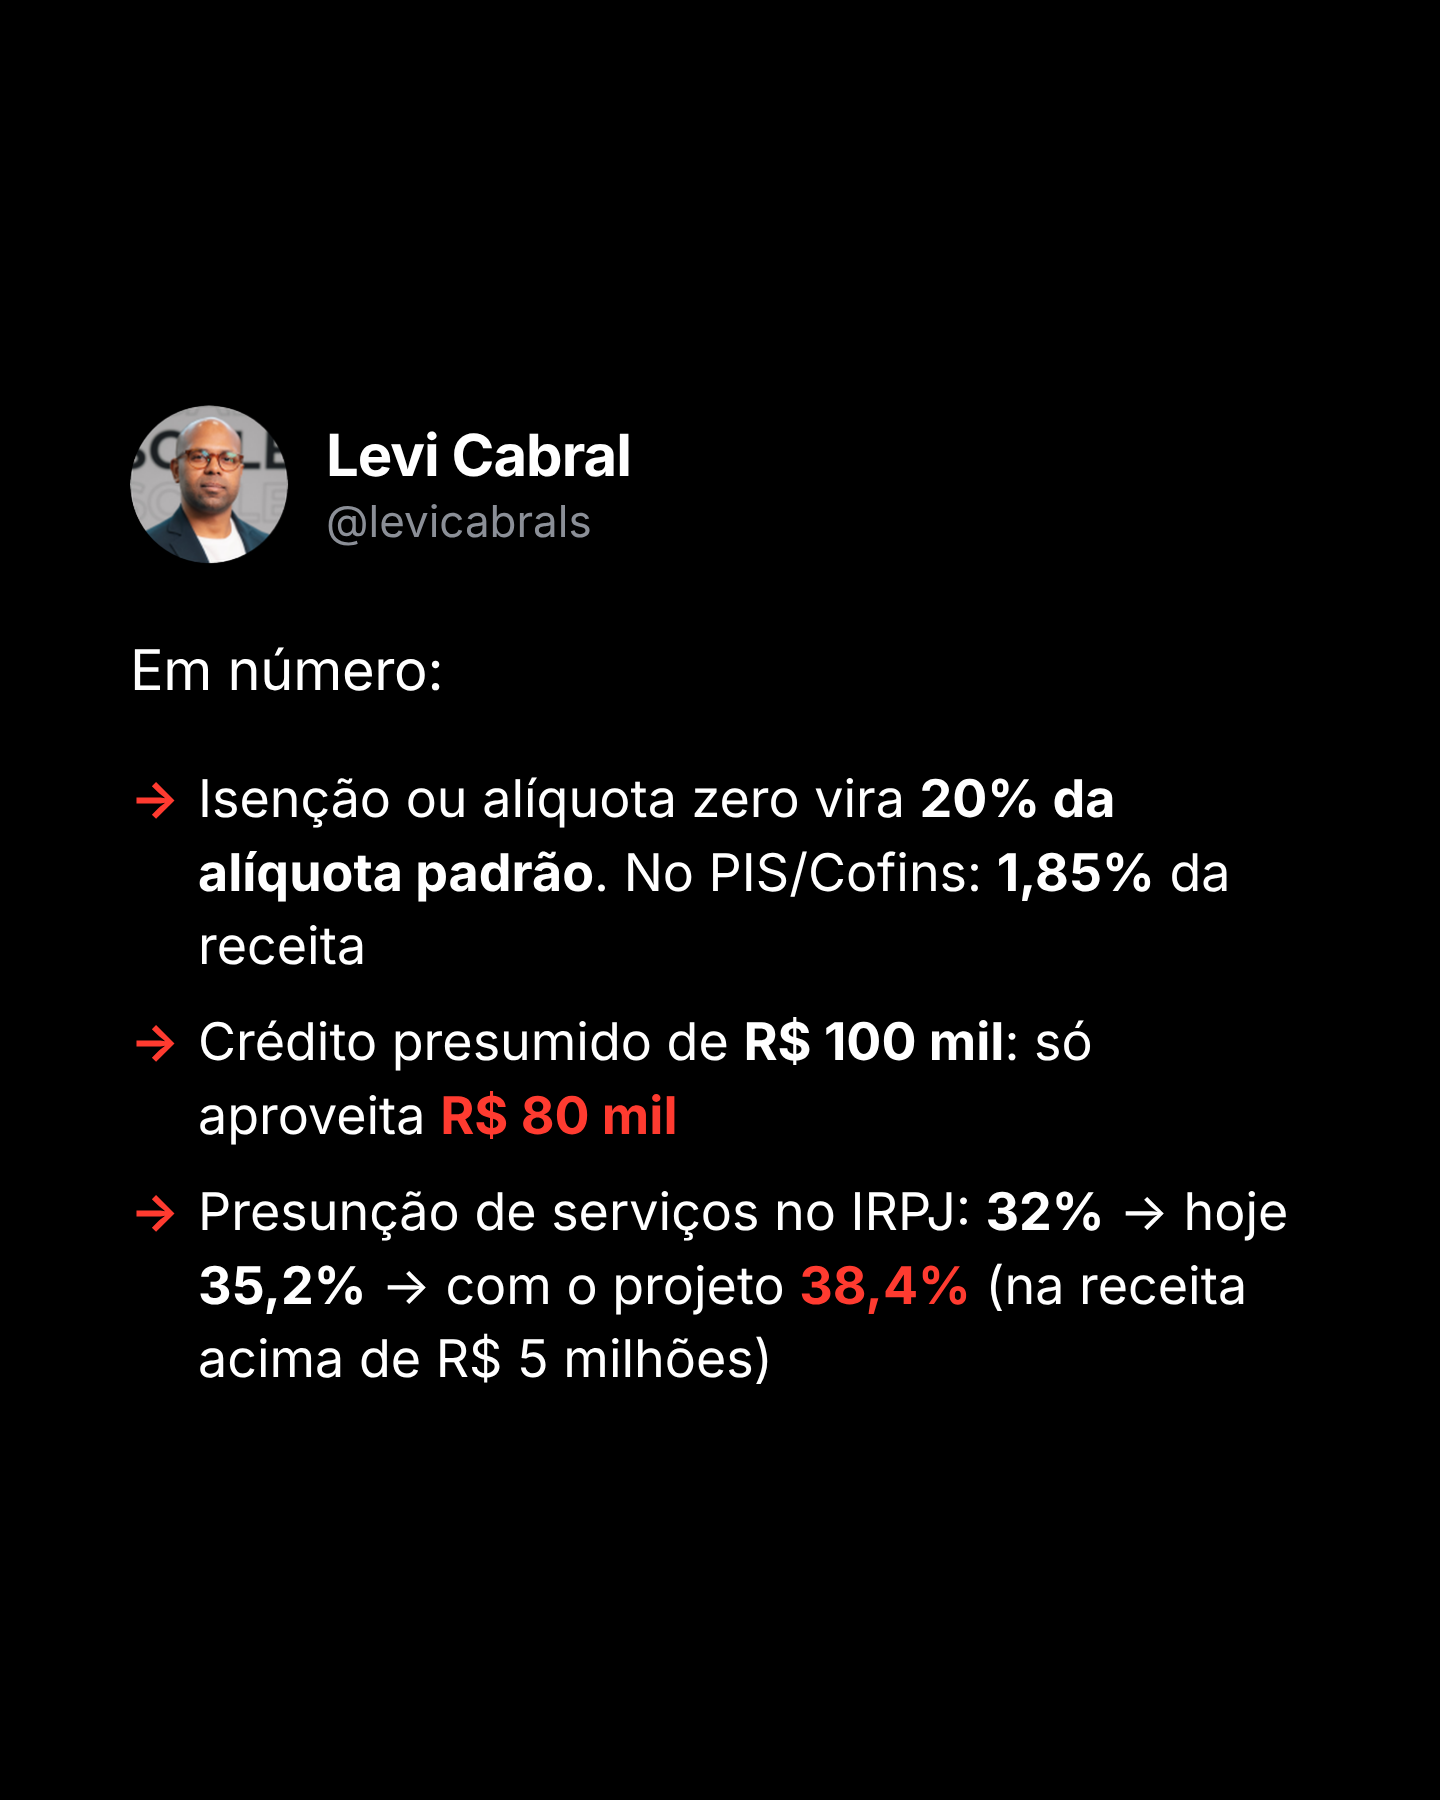 Levi Cabral
@levicabrals
Em número:
→ Isenção ou alíquota zero vira 20% da
alíquota padrão. No PIS/Cofins: 1,85% da
receita
→ Crédito presumido de R$ 100 mil: só
aproveita R$ 80 mil
→ Presunção de serviços no IRPJ: 32% → hoje
35,2% → com o projeto 38,4% (na receita
acima de R$ 5 milhões)